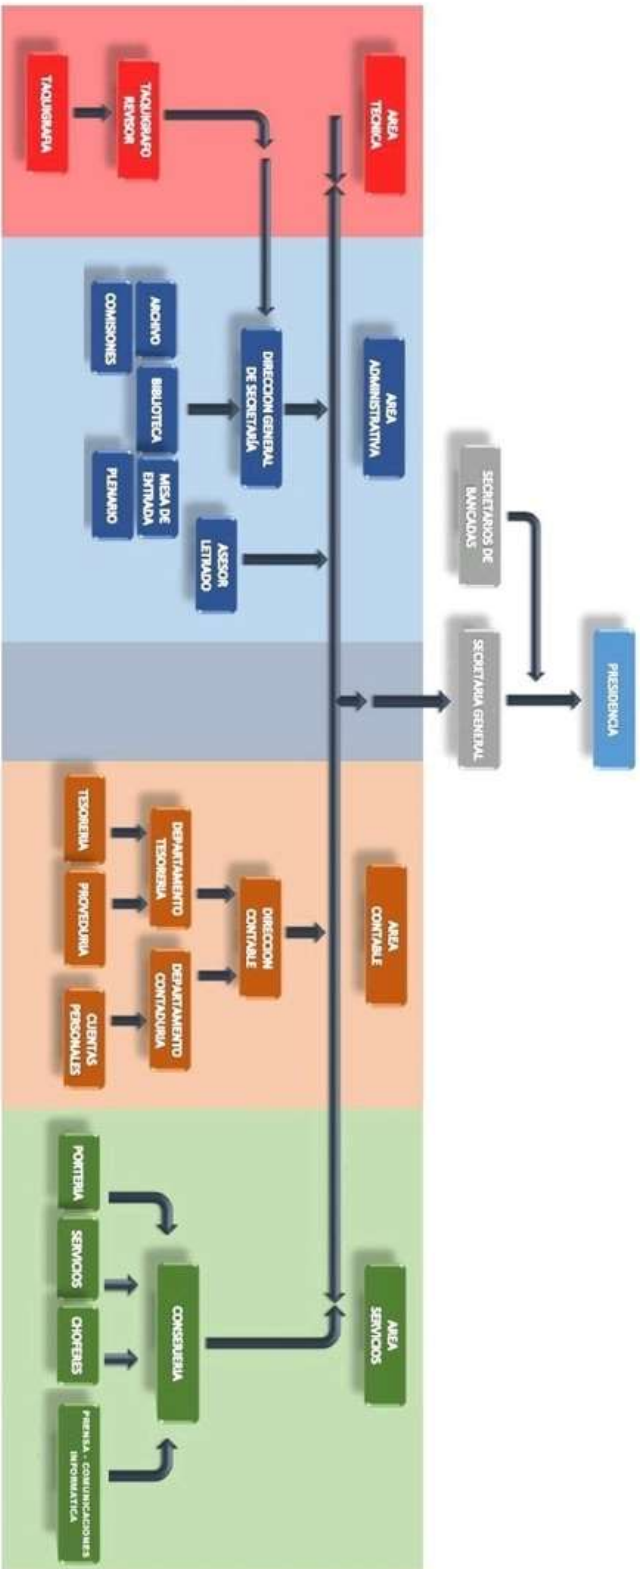 PRESIDENCIA
SECRETARIOS DE
BANCADAS
SECRETARIA GENERAL
AREA
TECNICA
AREA
ADMINISTRATIVA
AREA
CONTABLE
AREA
SERVICIOS
TAQUIGRAFO
REVISOR
TAQUIGRAFIA
DIRECCION GENERAL
DE SECRETARÍA
ASESOR
LETRADO
ARCHIVO
BIBLIOTECA
MESA DE
ENTRADA
COMISIONES
PLENARIO
DIRECCION
CONTABLE
DEPARTAMENTO
TESORERIA
DEPARTAMENTO
CONTADURIA
TESORERIA
PROVEDURIA
CUENTAS
PERSONALES
CONSERJERIA
PORTERIA
SERVICIOS
CHOFERES
PRENSA - COMUNICACIONES
INFORMATICA